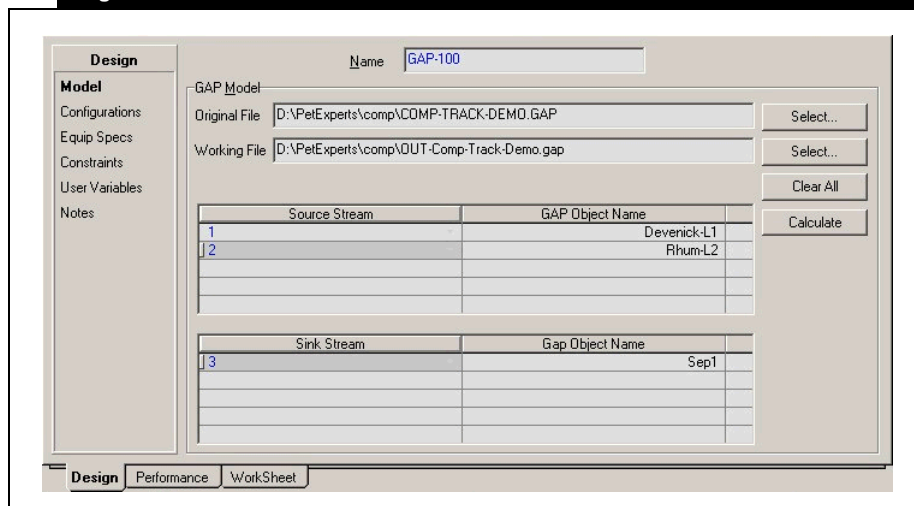 Design
Name GAP-100
Model
GAP Model
Configurations
Original File D:\PetExperts\comp\COMP-TRACK-DEMO.GAP Select...
Equip Specs
Working File D:\PetExperts\comp\OUT-Comp-Track-Demo.gap Select...
Constraints
User Variables
Clear All
Notes
Source Stream GAP Object Name
Calculate
1 Devenick-L1
2 Rhum-L2
Sink Stream Gap Object Name
3 Sep1
Design Performance WorkSheet